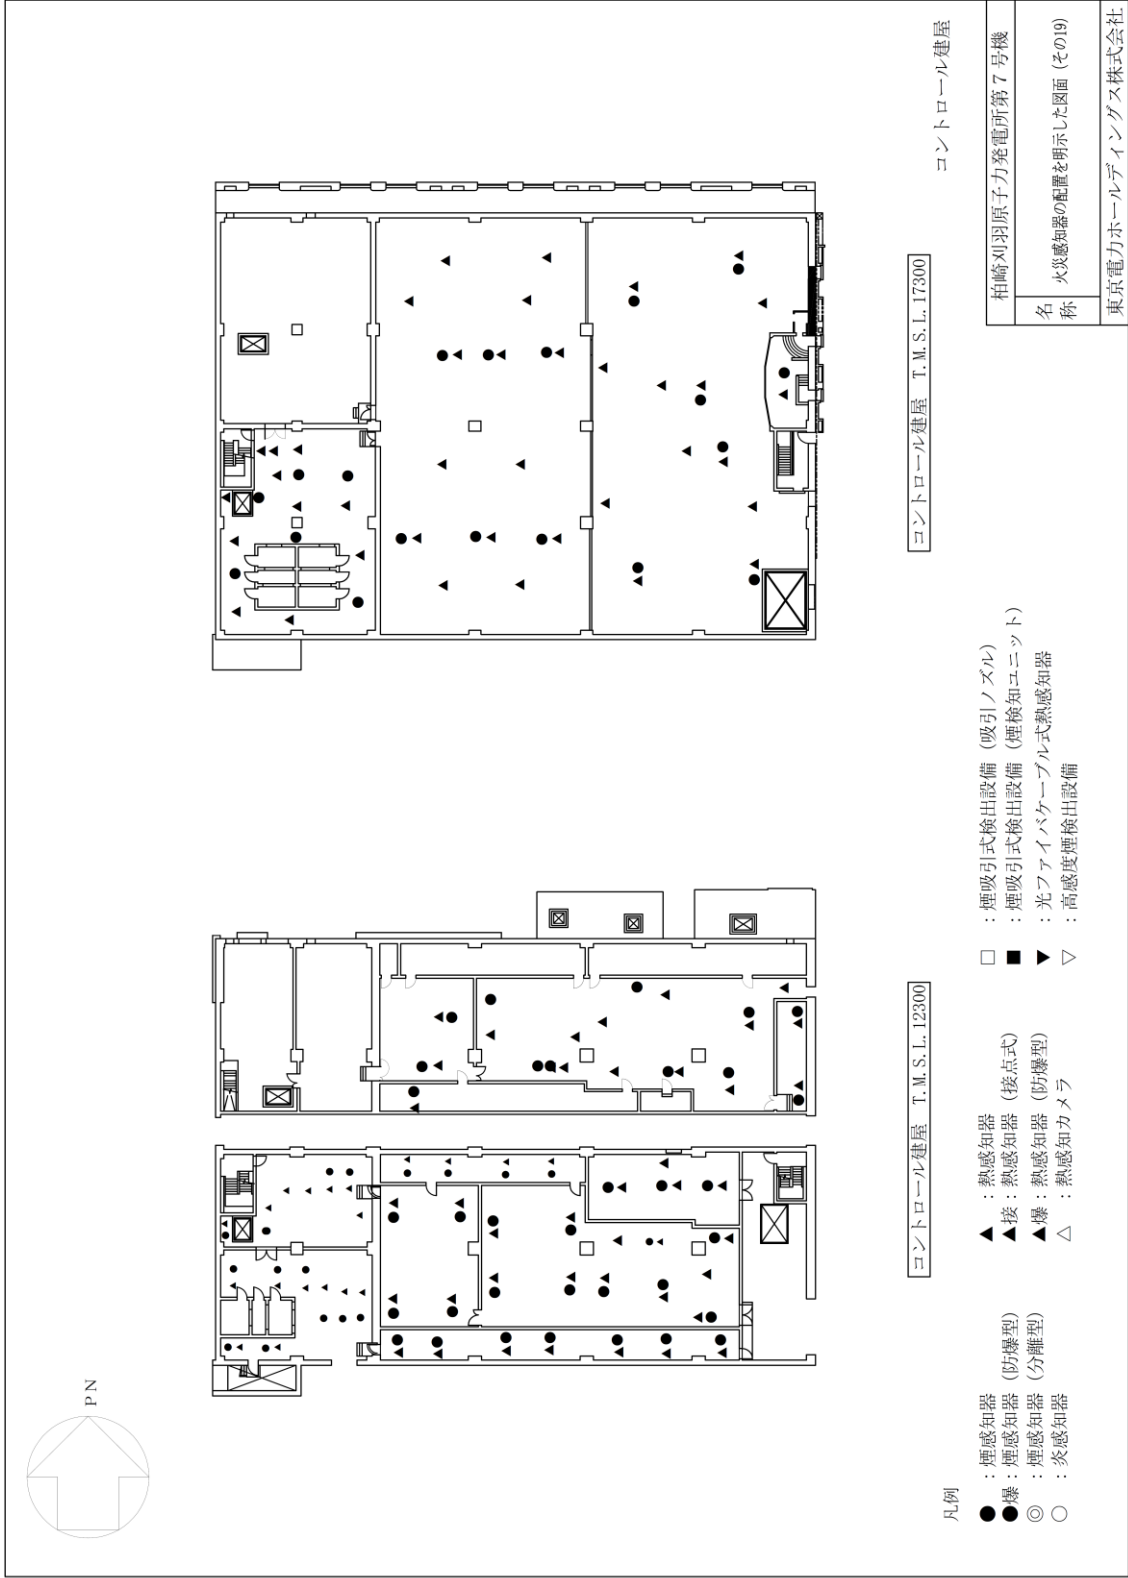 PN
コントロール建屋 T.M.S.L.12300
コントロール建屋 T.M.S.L.17300
コントロール建屋
凡例
● : 煙感知器
●爆 : 煙感知器 (防爆型)
◎ : 煙感知器 (分離型)
○ : 炎感知器
▲ : 熱感知器
▲接 : 熱感知器 (接点式)
▲爆 : 熱感知器 (防爆型)
△ : 熱感知カメラ
□ : 煙吸引式検出設備 (吸引ノズル)
■ : 煙吸引式検出設備 (煙検知ユニット)
▼ : 光ファイバケーブル式熱感知器
▽ : 高感度煙検出設備
柏崎刈羽原子力発電所第7号機
名称 火災感知器の配置を明示した図面 (その19)
東京電力ホールディングス株式会社